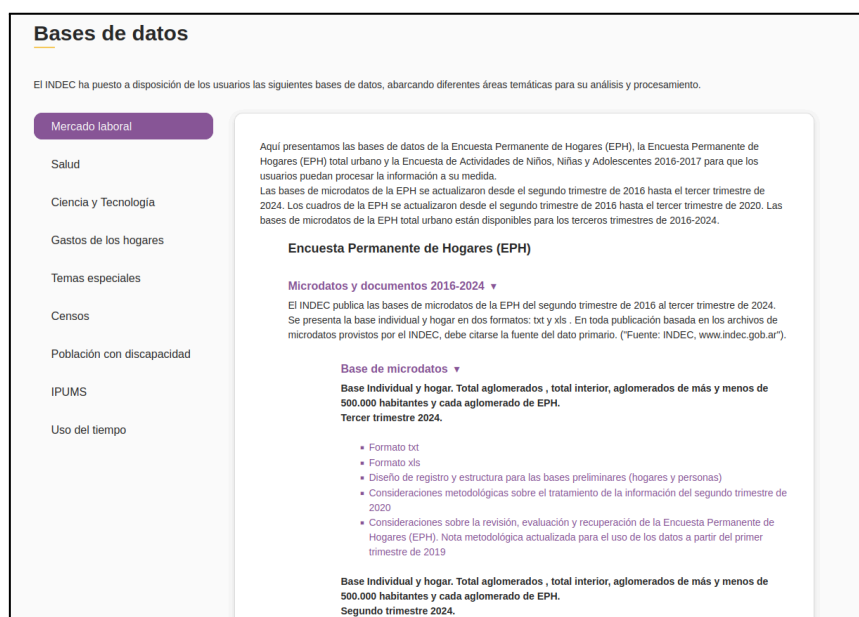 Bases de datos
El INDEC ha puesto a disposición de los usuarios las siguientes bases de datos, abarcando diferentes áreas temáticas para su análisis y procesamiento.
Mercado laboral
Salud
Ciencia y Tecnología
Gastos de los hogares
Temas especiales
Censos
Población con discapacidad
IPUMS
Uso del tiempo
Aquí presentamos las bases de datos de la Encuesta Permanente de Hogares (EPH), la Encuesta Permanente de
Hogares (EPH) total urbano y la Encuesta de Actividades de Niños, Niñas y Adolescentes 2016-2017 para que los
usuarios puedan procesar la información a su medida.
Las bases de microdatos de la EPH se actualizaron desde el segundo trimestre de 2016 hasta el tercer trimestre de
2024. Los cuadros de la EPH se actualizaron desde el segundo trimestre de 2016 hasta el tercer trimestre de 2020. Las
bases de microdatos de la EPH total urbano están disponibles para los terceros trimestres de 2016-2024.
Encuesta Permanente de Hogares (EPH)
Microdatos y documentos 2016-2024 ▼
El INDEC publica las bases de microdatos de la EPH del segundo trimestre de 2016 al tercer trimestre de 2024.
Se presenta la base individual y hogar en dos formatos: txt y xls . En toda publicación basada en los archivos de
microdatos provistos por el INDEC, debe citarse la fuente del dato primario. ("Fuente: INDEC, www.indec.gob.ar").
Base de microdatos ▼
Base Individual y hogar. Total aglomerados , total interior, aglomerados de más y menos de
500.000 habitantes y cada aglomerado de EPH.
Tercer trimestre 2024.
▪ Formato txt
▪ Formato xls
▪ Diseño de registro y estructura para las bases preliminares (hogares y personas)
▪ Consideraciones metodológicas sobre el tratamiento de la información del segundo trimestre de
2020
▪ Consideraciones sobre la revisión, evaluación y recuperación de la Encuesta Permanente de
Hogares (EPH). Nota metodológica actualizada para el uso de los datos a partir del primer
trimestre de 2019
Base Individual y hogar. Total aglomerados , total interior, aglomerados de más y menos de
500.000 habitantes y cada aglomerado de EPH.
Segundo trimestre 2024.